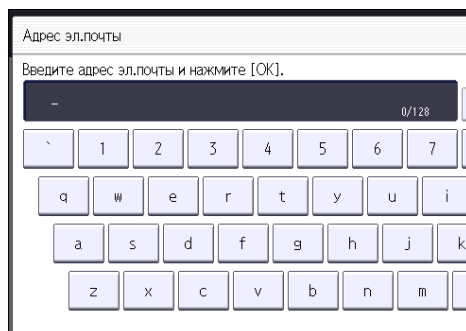 Адрес эл.почты
Введите адрес эл.почты и нажмите [OK].
_
0/128
` 1 2 3 4 5 6 7
q w e r t y u i
a s d f g h j k
z x c v b n m